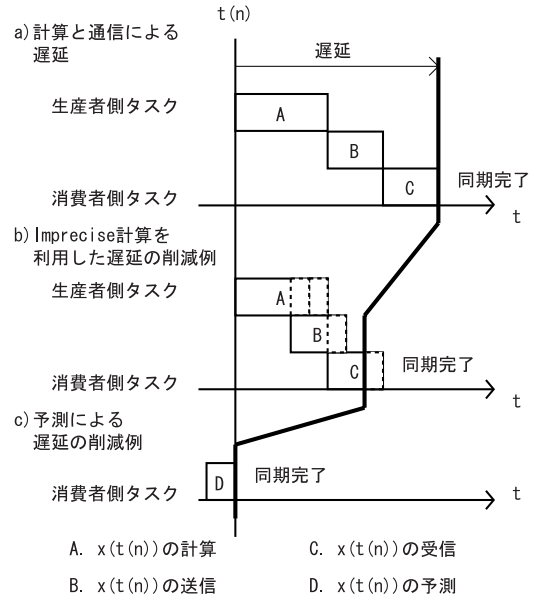 t(n)
a)計算と通信による
遅延
遅延
生産者側タスク
A
B
C
同期完了
消費者側タスク
t
b)Imprecise計算を
利用した遅延の削減例
生産者側タスク
A
B
C
同期完了
消費者側タスク
t
c)予測による
遅延の削減例
D
同期完了
消費者側タスク
t
A. x(t(n))の計算
C. x(t(n))の受信
B. x(t(n))の送信
D. x(t(n))の予測